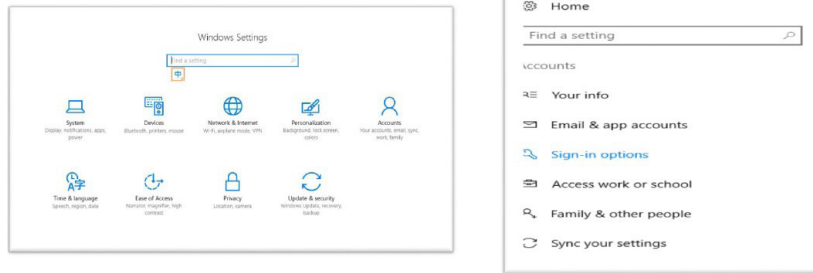 Windows Settings
Find a setting
中
System
Display, notifications, apps,
power
Devices
Bluetooth, printers, mouse
Network & Internet
Wi-Fi, airplane mode, VPN
Personalization
Background, lock screen,
colors
Accounts
Your accounts, email, sync,
work, family
Time & language
Speech, region, date
Ease of Access
Narrator, magnifier, high
contrast
Privacy
Location, camera
Update & security
Windows Update, recovery,
backup
Home
Find a setting
ccounts
Your info
Email & app accounts
Sign-in options
Access work or school
Family & other people
Sync your settings